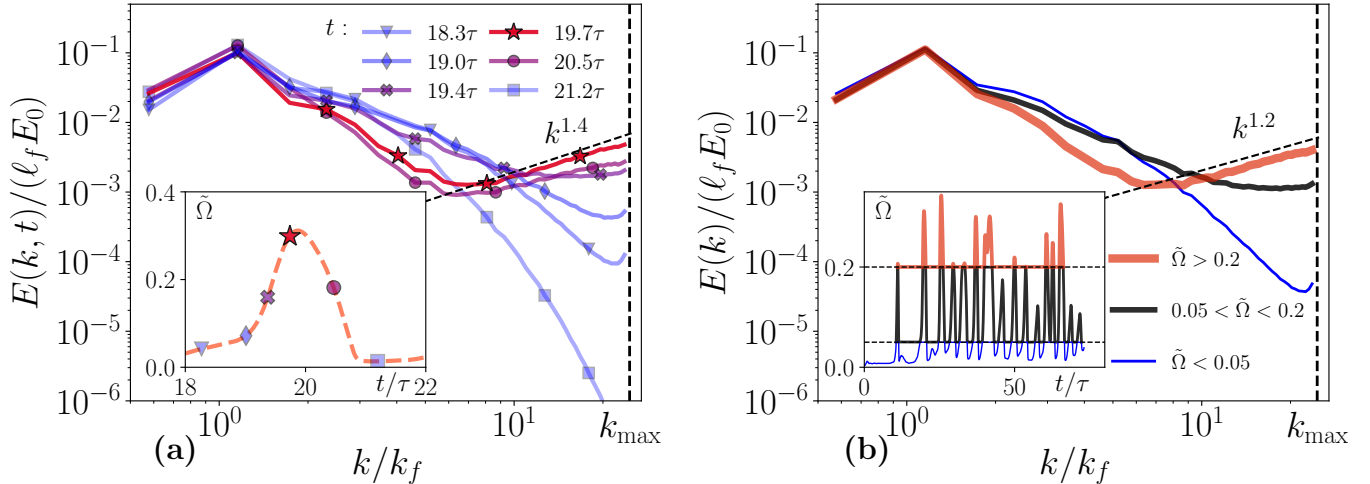 10^{-1}
10^{-2}
10^{-3}
10^{-4}
10^{-5}
10^{-6}
E(k, t)/(ℓ_f E_0)
t :
18.3τ
19.0τ
19.4τ
19.7τ
20.5τ
21.2τ
k^{1.4}
0.4
0.2
0.0
Ω̃
18
20
t/τ
22
10^0
10^1
k_max
(a)
k/k_f
10^{-1}
10^{-2}
10^{-3}
10^{-4}
10^{-5}
10^{-6}
E(k)/(ℓ_f E_0)
k^{1.2}
Ω̃
0.2
0.0
0
50
t/τ
Ω̃ > 0.2
0.05 < Ω̃ < 0.2
Ω̃ < 0.05
10^0
10^1
k_max
(b)
k/k_f